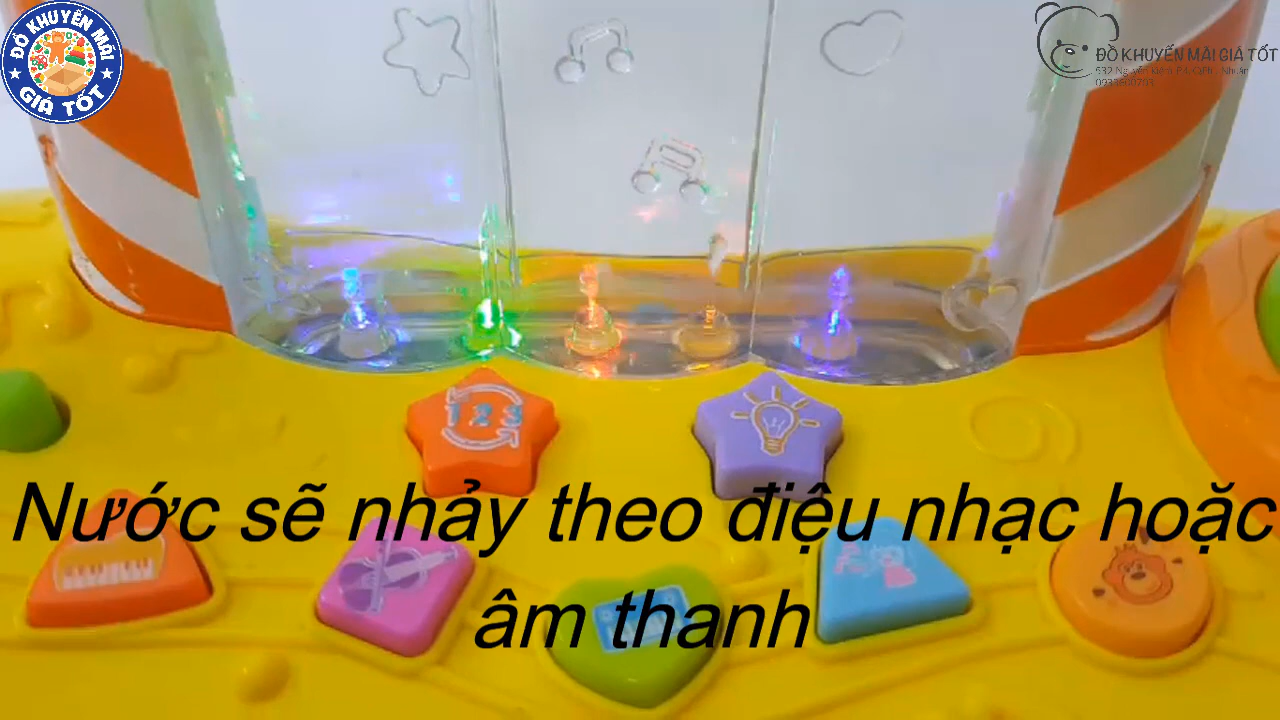 ĐỒ KHUYẾN MÃI
GIÁ TỐT
ĐỒ KHUYẾN MÃI GIÁ TỐT
123
Nước sẽ nhảy theo điệu nhạc hoặc
âm thanh